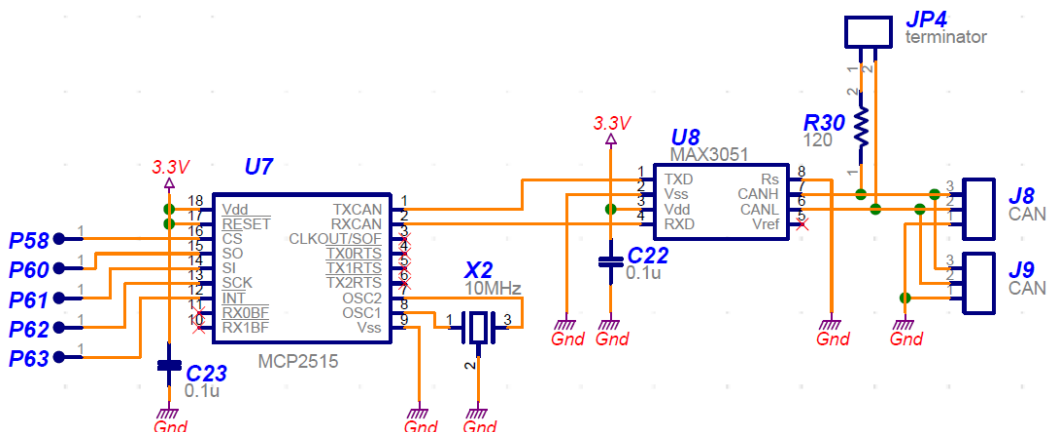 JP4
terminator
1
2
2
R30
120
1
3.3V
U8
MAX3051
1 TXD Rs 8
2 Vss CANH 7
3 Vdd CANL 6
4 RXD Vref 5
3 J8
2
1 CAN
3 J9
2
1 CAN
C22
0.1u
Gnd
Gnd
Gnd
Gnd
U7
3.3V
18 Vdd TXCAN 1
17 RESET RXCAN 2
16 CS CLKOUT/SOF 3
15 SO TX0RTS 4
14 SI TX1RTS 5
13 SCK TX2RTS 6
12 INT OSC2 7
11 RX0BF OSC1 8
10 RX1BF Vss 9
MCP2515
P58 1
P60 1
P61 1
P62 1
P63 1
X2
10MHz
1 3
2
C23
0.1u
Gnd
Gnd
Gnd